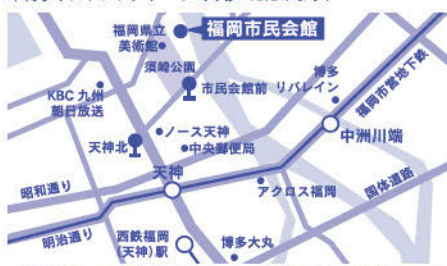 福岡県立
美術館
福岡市民会館
須崎公園
市民会館前
KBC 九州
朝日放送
博多
リバレイン
福岡市営地下鉄
ノース天神
天神北
中央郵便局
中洲川端
昭和通り
天神
アクロス福岡
国体道路
明治通り
西鉄福岡
(天神)駅
博多大丸